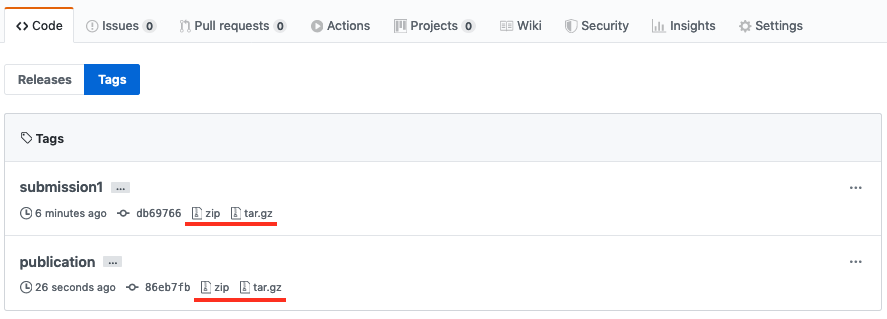 Code Issues 0 Pull requests 0 Actions Projects 0 Wiki Security Insights Settings
Releases Tags
Tags
submission1 ...
6 minutes ago db69766 zip tar.gz
publication ...
26 seconds ago 86eb7fb zip tar.gz